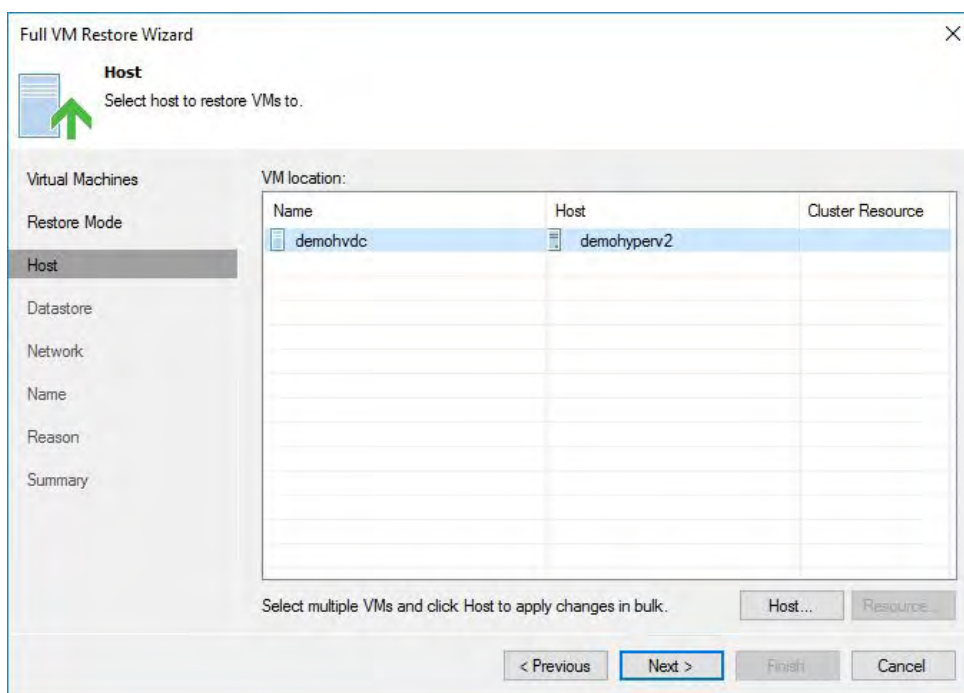 Full VM Restore Wizard
Host
Select host to restore VMs to.
Virtual Machines
Restore Mode
Host
Datastore
Network
Name
Reason
Summary
VM location:
Name Host Cluster Resource
demohvdc demohyperv2
Select multiple VMs and click Host to apply changes in bulk. Host... Resource...
< Previous Next > Finish Cancel